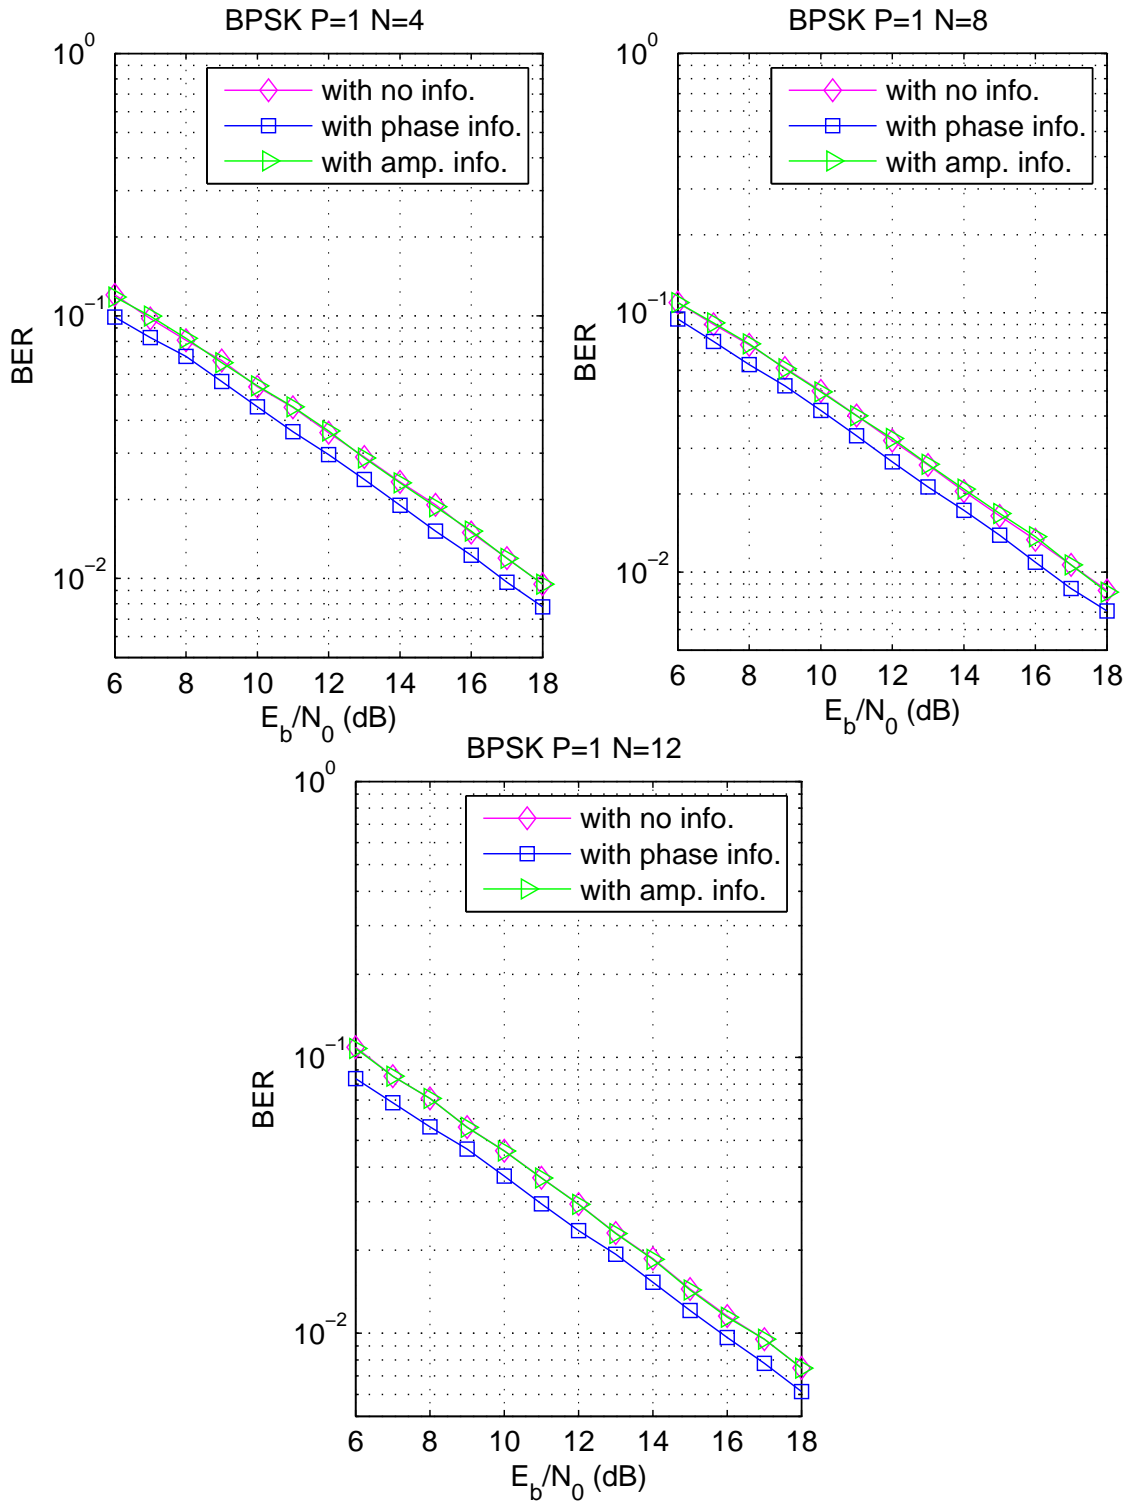 BPSK P=1 N=4
10^0
with no info.
with phase info.
with amp. info.
10^−1
BER
10^−2
6 8 10 12 14 16 18
E_b/N_0 (dB)
BPSK P=1 N=8
10^0
with no info.
with phase info.
with amp. info.
10^−1
BER
10^−2
6 8 10 12 14 16 18
E_b/N_0 (dB)
BPSK P=1 N=12
10^0
with no info.
with phase info.
with amp. info.
10^−1
BER
10^−2
6 8 10 12 14 16 18
E_b/N_0 (dB)